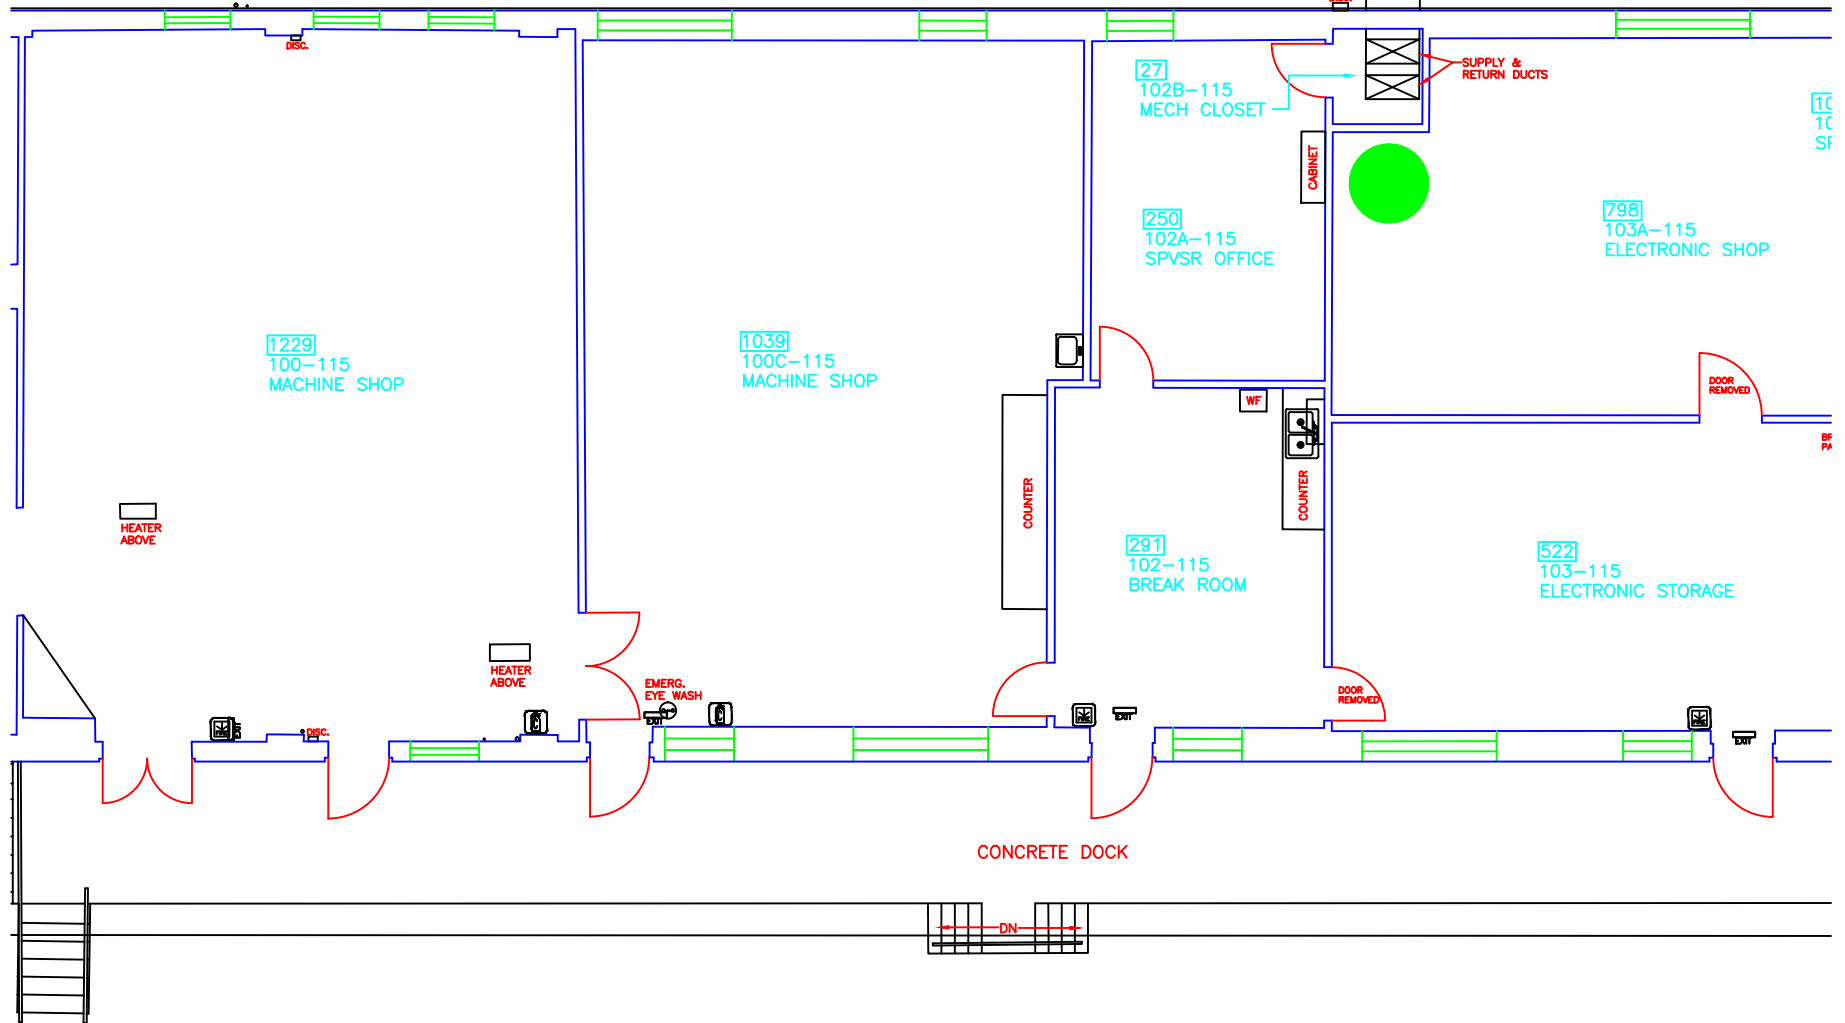 DISC.
27
102B-115
MECH CLOSET
SUPPLY &
RETURN DUCTS
CABINET
250
102A-115
SPVSR OFFICE
798
103A-115
ELECTRONIC SHOP
1229
100-115
MACHINE SHOP
1039
100C-115
MACHINE SHOP
DOOR
REMOVED
WF
COUNTER
COUNTER
HEATER
ABOVE
291
102-115
BREAK ROOM
522
103-115
ELECTRONIC STORAGE
HEATER
ABOVE
EMERG.
EYE WASH
EXIT
DOOR
REMOVED
EXIT
DISC.
FIRE
EXIT
FIRE
FIRE
EXIT
CONCRETE DOCK
DN